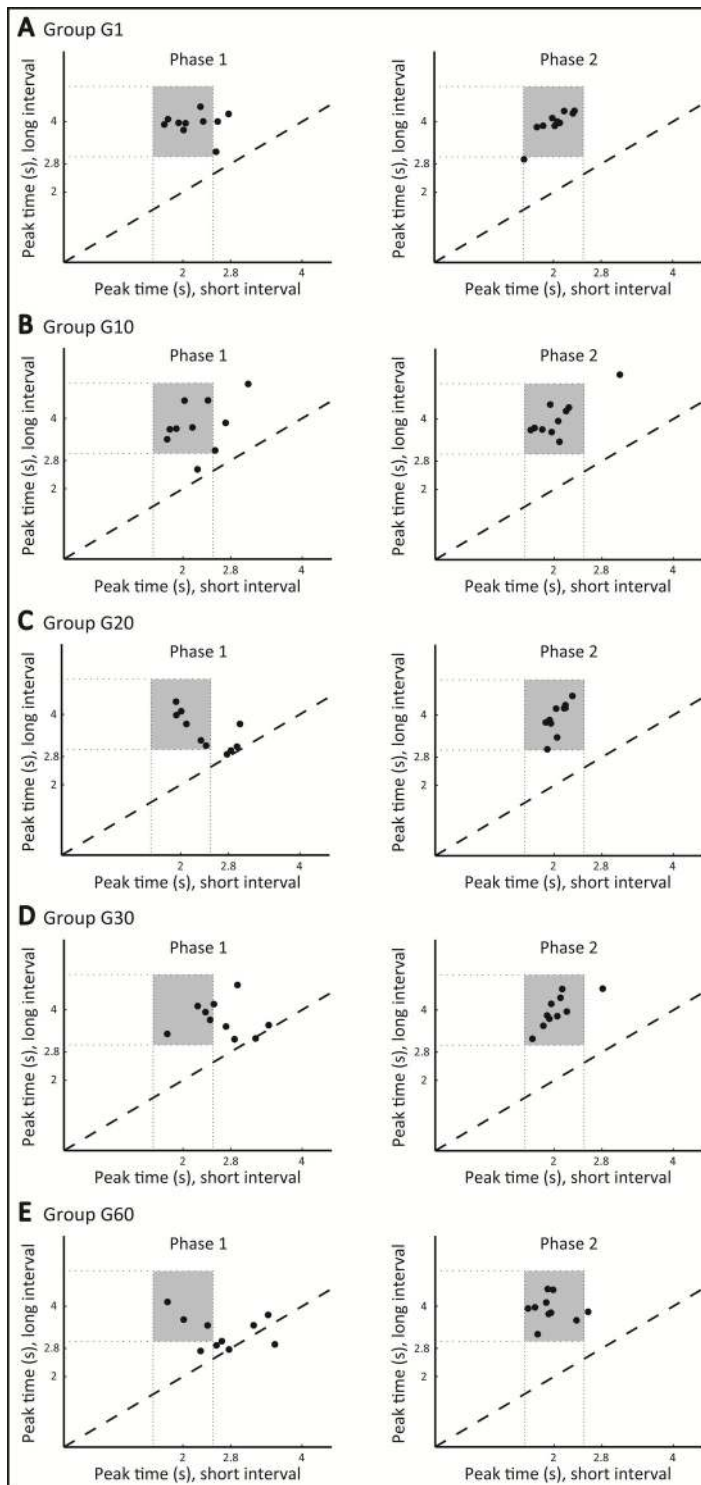 A Group G1
Phase 1
Phase 2
Peak time (s), long interval
4
2.8
2
2
2.8
4
Peak time (s), short interval
Peak time (s), long interval
4
2.8
2
2
2.8
4
Peak time (s), short interval
B Group G10
Phase 1
Phase 2
Peak time (s), long interval
4
2.8
2
2
2.8
4
Peak time (s), short interval
Peak time (s), long interval
4
2.8
2
2
2.8
4
Peak time (s), short interval
C Group G20
Phase 1
Phase 2
Peak time (s), long interval
4
2.8
2
2
2.8
4
Peak time (s), short interval
Peak time (s), long interval
4
2.8
2
2
2.8
4
Peak time (s), short interval
D Group G30
Phase 1
Phase 2
Peak time (s), long interval
4
2.8
2
2
2.8
4
Peak time (s), short interval
Peak time (s), long interval
4
2.8
2
2
2.8
4
Peak time (s), short interval
E Group G60
Phase 1
Phase 2
Peak time (s), long interval
4
2.8
2
2
2.8
4
Peak time (s), short interval
Peak time (s), long interval
4
2.8
2
2
2.8
4
Peak time (s), short interval